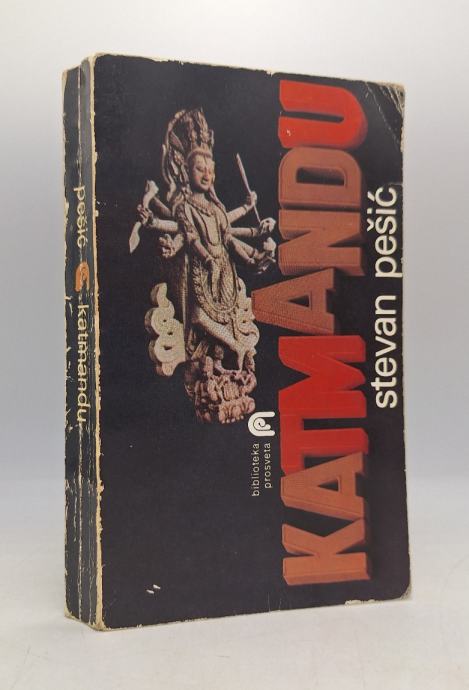 KATMANDU
stevan pešić
biblioteka
prosveta
pešić
katmandu